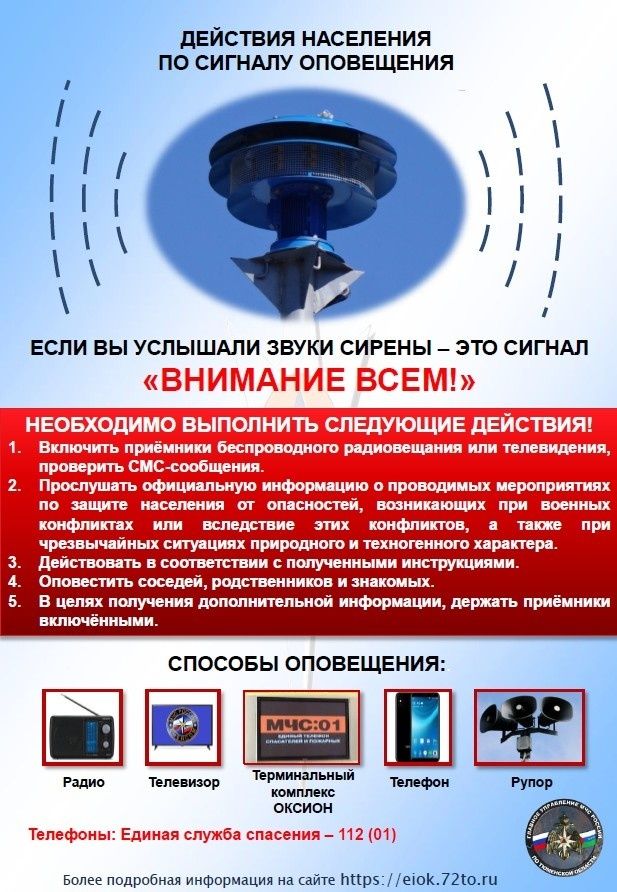 ДЕЙСТВИЯ НАСЕЛЕНИЯ
ПО СИГНАЛУ ОПОВЕЩЕНИЯ
ЕСЛИ ВЫ УСЛЫШАЛИ ЗВУКИ СИРЕНЫ – ЭТО СИГНАЛ
«ВНИМАНИЕ ВСЕМ!»
НЕОБХОДИМО ВЫПОЛНИТЬ СЛЕДУЮЩИЕ ДЕЙСТВИЯ!
1. Включить приёмники беспроводного радиовещания или телевидения,
проверить СМС-сообщения.
2. Прослушать официальную информацию о проводимых мероприятиях
по защите населения от опасностей, возникающих при военных
конфликтах или вследствие этих конфликтов, а также при
чрезвычайных ситуациях природного и техногенного характера.
3. Действовать в соответствии с полученными инструкциями.
4. Оповестить соседей, родственников и знакомых.
5. В целях получения дополнительной информации, держать приёмники
включёнными.
СПОСОБЫ ОПОВЕЩЕНИЯ:
МЧС:01
ЕДИНЫЙ ТЕЛЕФОН
СПАСАТЕЛЕЙ И ПОЖАРНЫХ
Радио
Телевизор
Терминальный
комплекс
ОКСИОН
Телефон
Рупор
ГЛАВНОЕ УПРАВЛЕНИЕ МЧС РОССИИ
ПО ТЮМЕНСКОЙ ОБЛАСТИ
Телефоны: Единая служба спасения – 112 (01)
Более подробная информация на сайте https://eiok.72to.ru